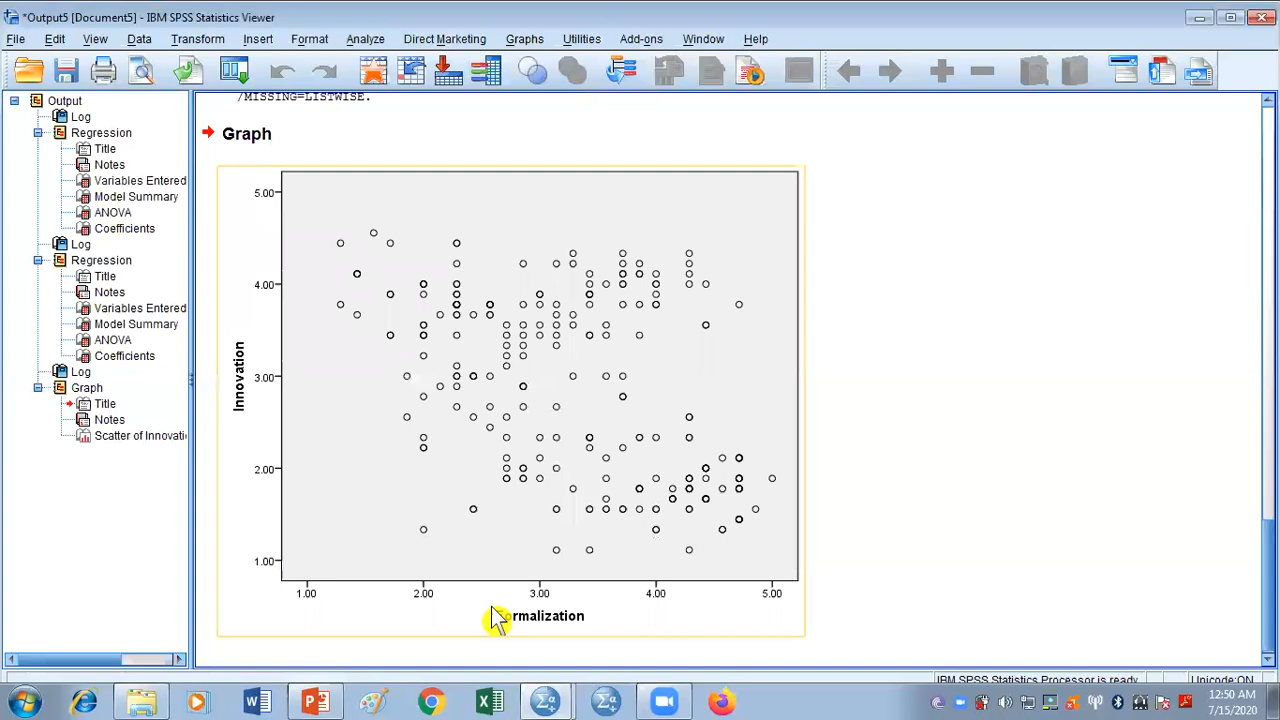 *Output5 [Document5] - IBM SPSS Statistics Viewer
File Edit View Data Transform Insert Format Analyze Direct Marketing Graphs Utilities Add-ons Window Help
Output
Log
Regression
Title
Notes
Variables Entered
Model Summary
ANOVA
Coefficients
Log
Regression
Title
Notes
Variables Entered
Model Summary
ANOVA
Coefficients
Log
Graph
Title
Notes
Scatter of Innovati
/MISSING=LISTWISE.
Graph
5.00
4.00
3.00
2.00
1.00
Innovation
1.00 2.00 3.00 4.00 5.00
ormalization
IBM SPSS Statistics Processor is ready
Unicode:ON
12:50 AM
7/15/2020